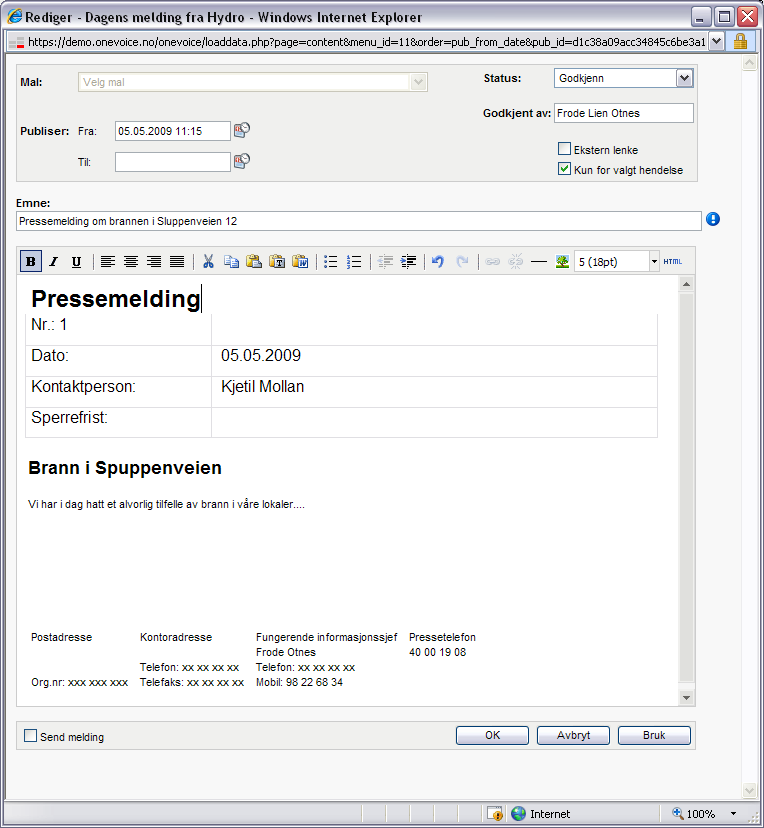 Rediger - Dagens melding fra Hydro - Windows Internet Explorer
https://demo.onevoice.no/onevoice/loaddata.php?page=content&menu_id=11&order=pub_from_date&pub_id=d1c38a09acc34845c6be3a1
Mal: Velg mal
Status: Godkjenn
Godkjent av: Frode Lien Otnes
Publiser: Fra: 05.05.2009 11:15
Til:
Ekstern lenke
Kun for valgt hendelse
Emne:
Pressemelding om brannen i Sluppenveien 12
B I U 5 (18pt) HTML
Pressemelding
Nr.: 1
Dato: 05.05.2009
Kontaktperson: Kjetil Mollan
Sperrefrist:
Brann i Spuppenveien
Vi har i dag hatt et alvorlig tilfelle av brann i våre lokaler....
Postadresse Kontoradresse Fungerende informasjonssjef Pressetelefon
Frode Otnes 40 00 19 08
Telefon: xx xx xx xx Telefon: xx xx xx xx
Org.nr: xxx xxx xxx Telefaks: xx xx xx xx Mobil: 98 22 68 34
Send melding OK Avbryt Bruk
Internet 100%